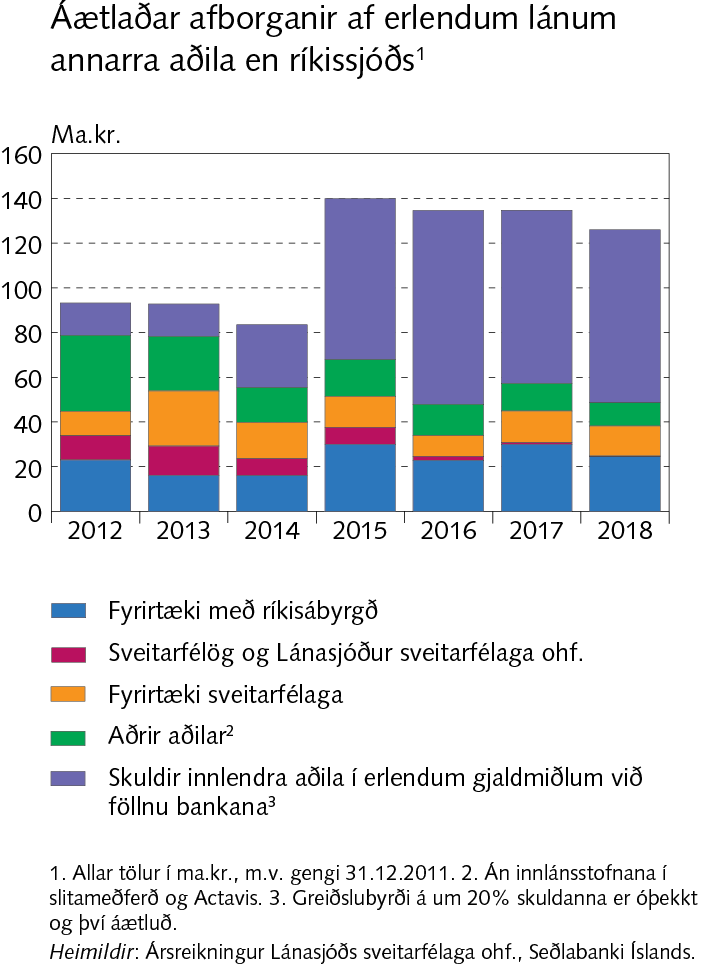 Áætlaðar afborganir af erlendum lánum
annarra aðila en ríkissjóðs¹
Ma.kr.
160
140
120
100
80
60
40
20
0
2012 2013 2014 2015 2016 2017 2018
Fyrirtæki með ríkisábyrgð
Sveitarfélög og Lánasjóður sveitarfélaga ohf.
Fyrirtæki sveitarfélaga
Aðrir aðilar²
Skuldir innlendra aðila í erlendum gjaldmiðlum við
föllnu bankana³
1. Allar tölur í ma.kr., m.v. gengi 31.12.2011. 2. Án innlánsstofnana í
slitameðferð og Actavis. 3. Greiðslubyrði á um 20% skuldanna er óþekkt
og því áætluð.
Heimildir: Ársreikningur Lánasjóðs sveitarfélaga ohf., Seðlabanki Íslands.